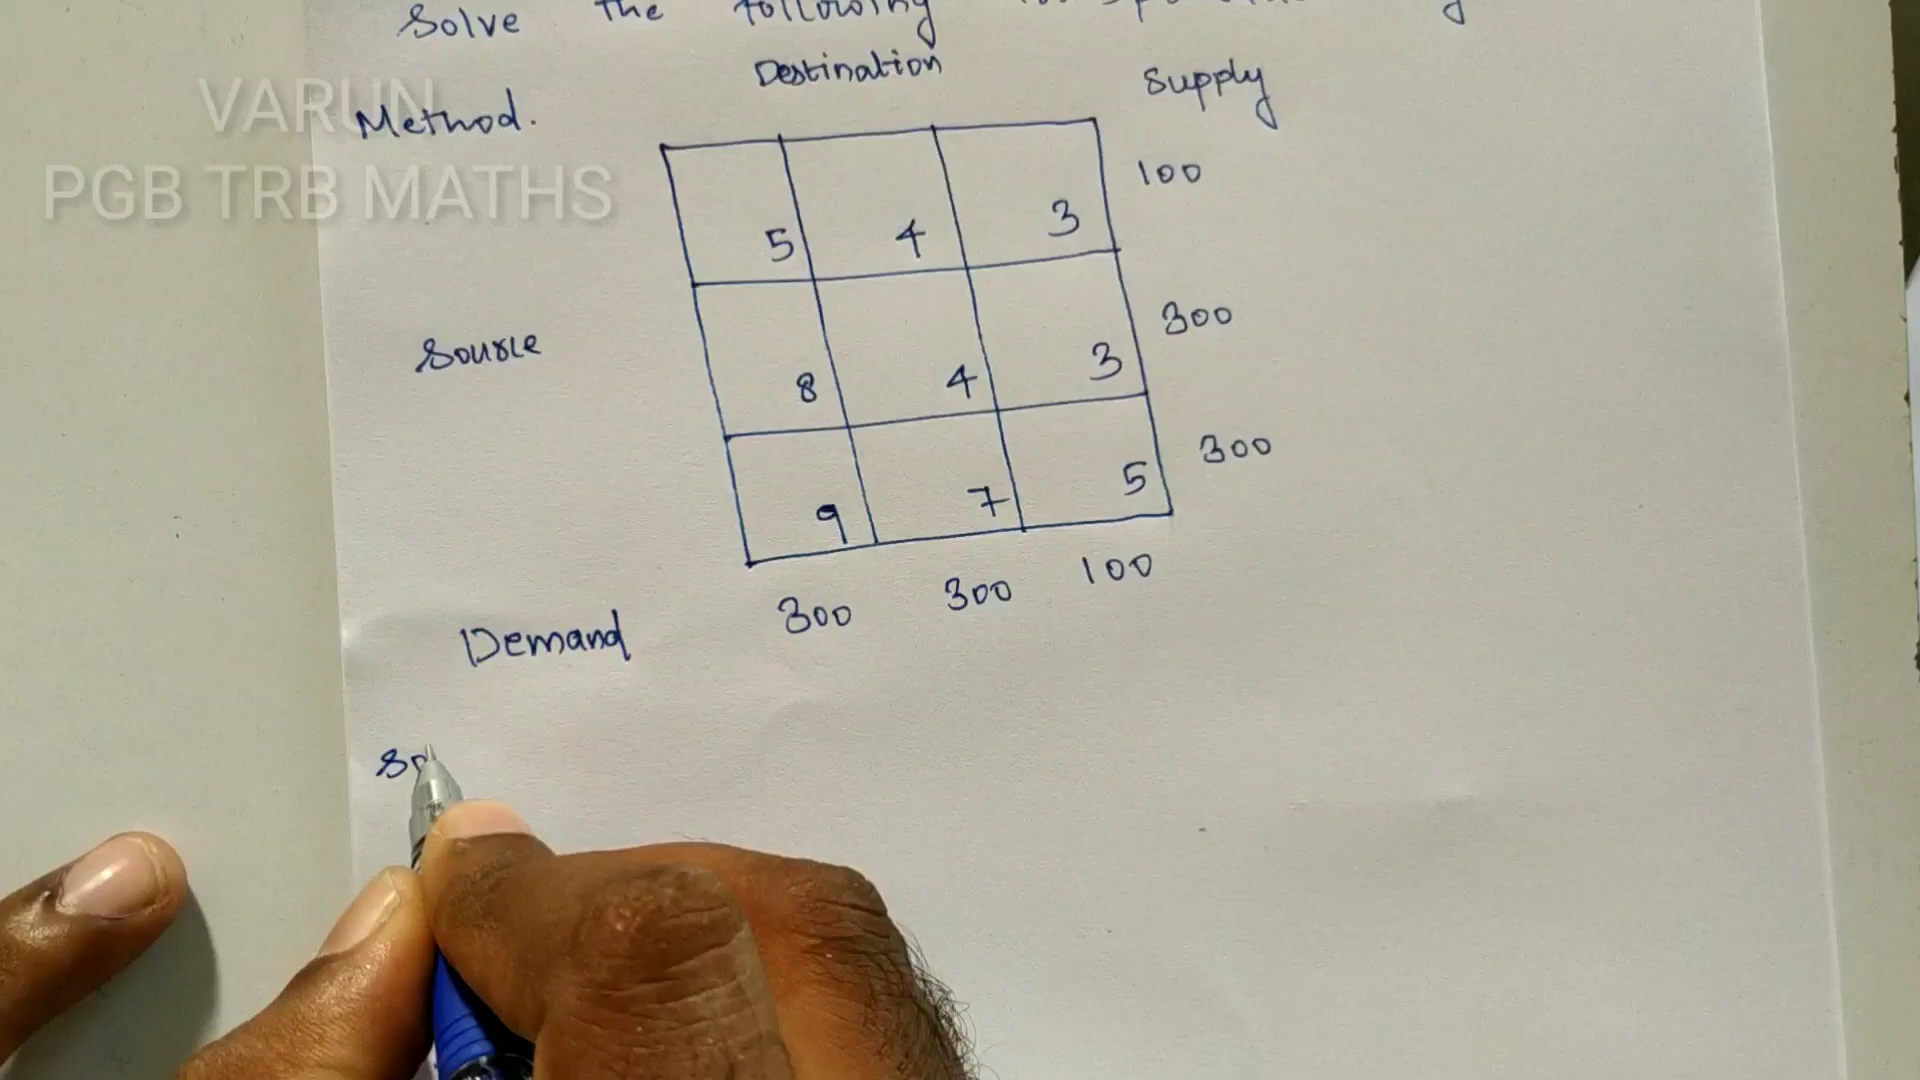 Solve the following
Destination
Supply
VARUN
Method.
PGB TRB MATHS
100
5 4 3
Source
300
8 4 3
300
9 7 5
300 300 100
Demand